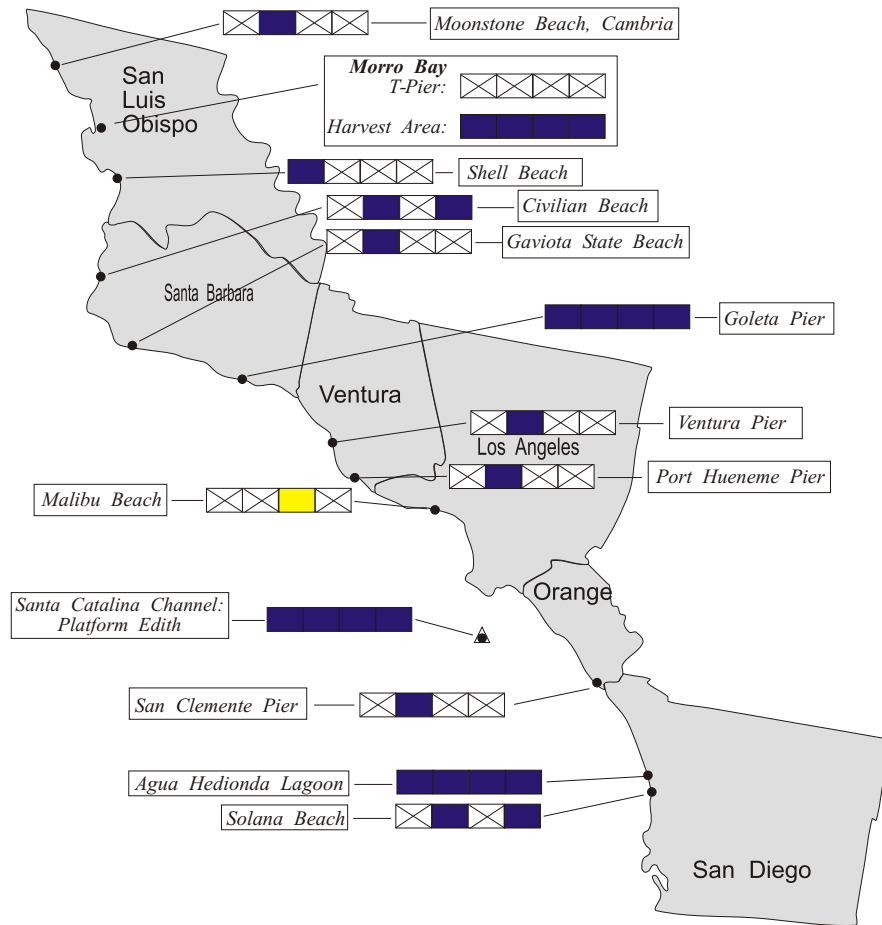 Moonstone Beach, Cambria
San
Luis
Obispo
Morro Bay
T-Pier:
Harvest Area:
Shell Beach
Civilian Beach
Gaviota State Beach
Santa Barbara
Goleta Pier
Ventura
Ventura Pier
Los Angeles
Port Hueneme Pier
Malibu Beach
Orange
Santa Catalina Channel:
Platform Edith
San Clemente Pier
Agua Hedionda Lagoon
Solana Beach
San Diego